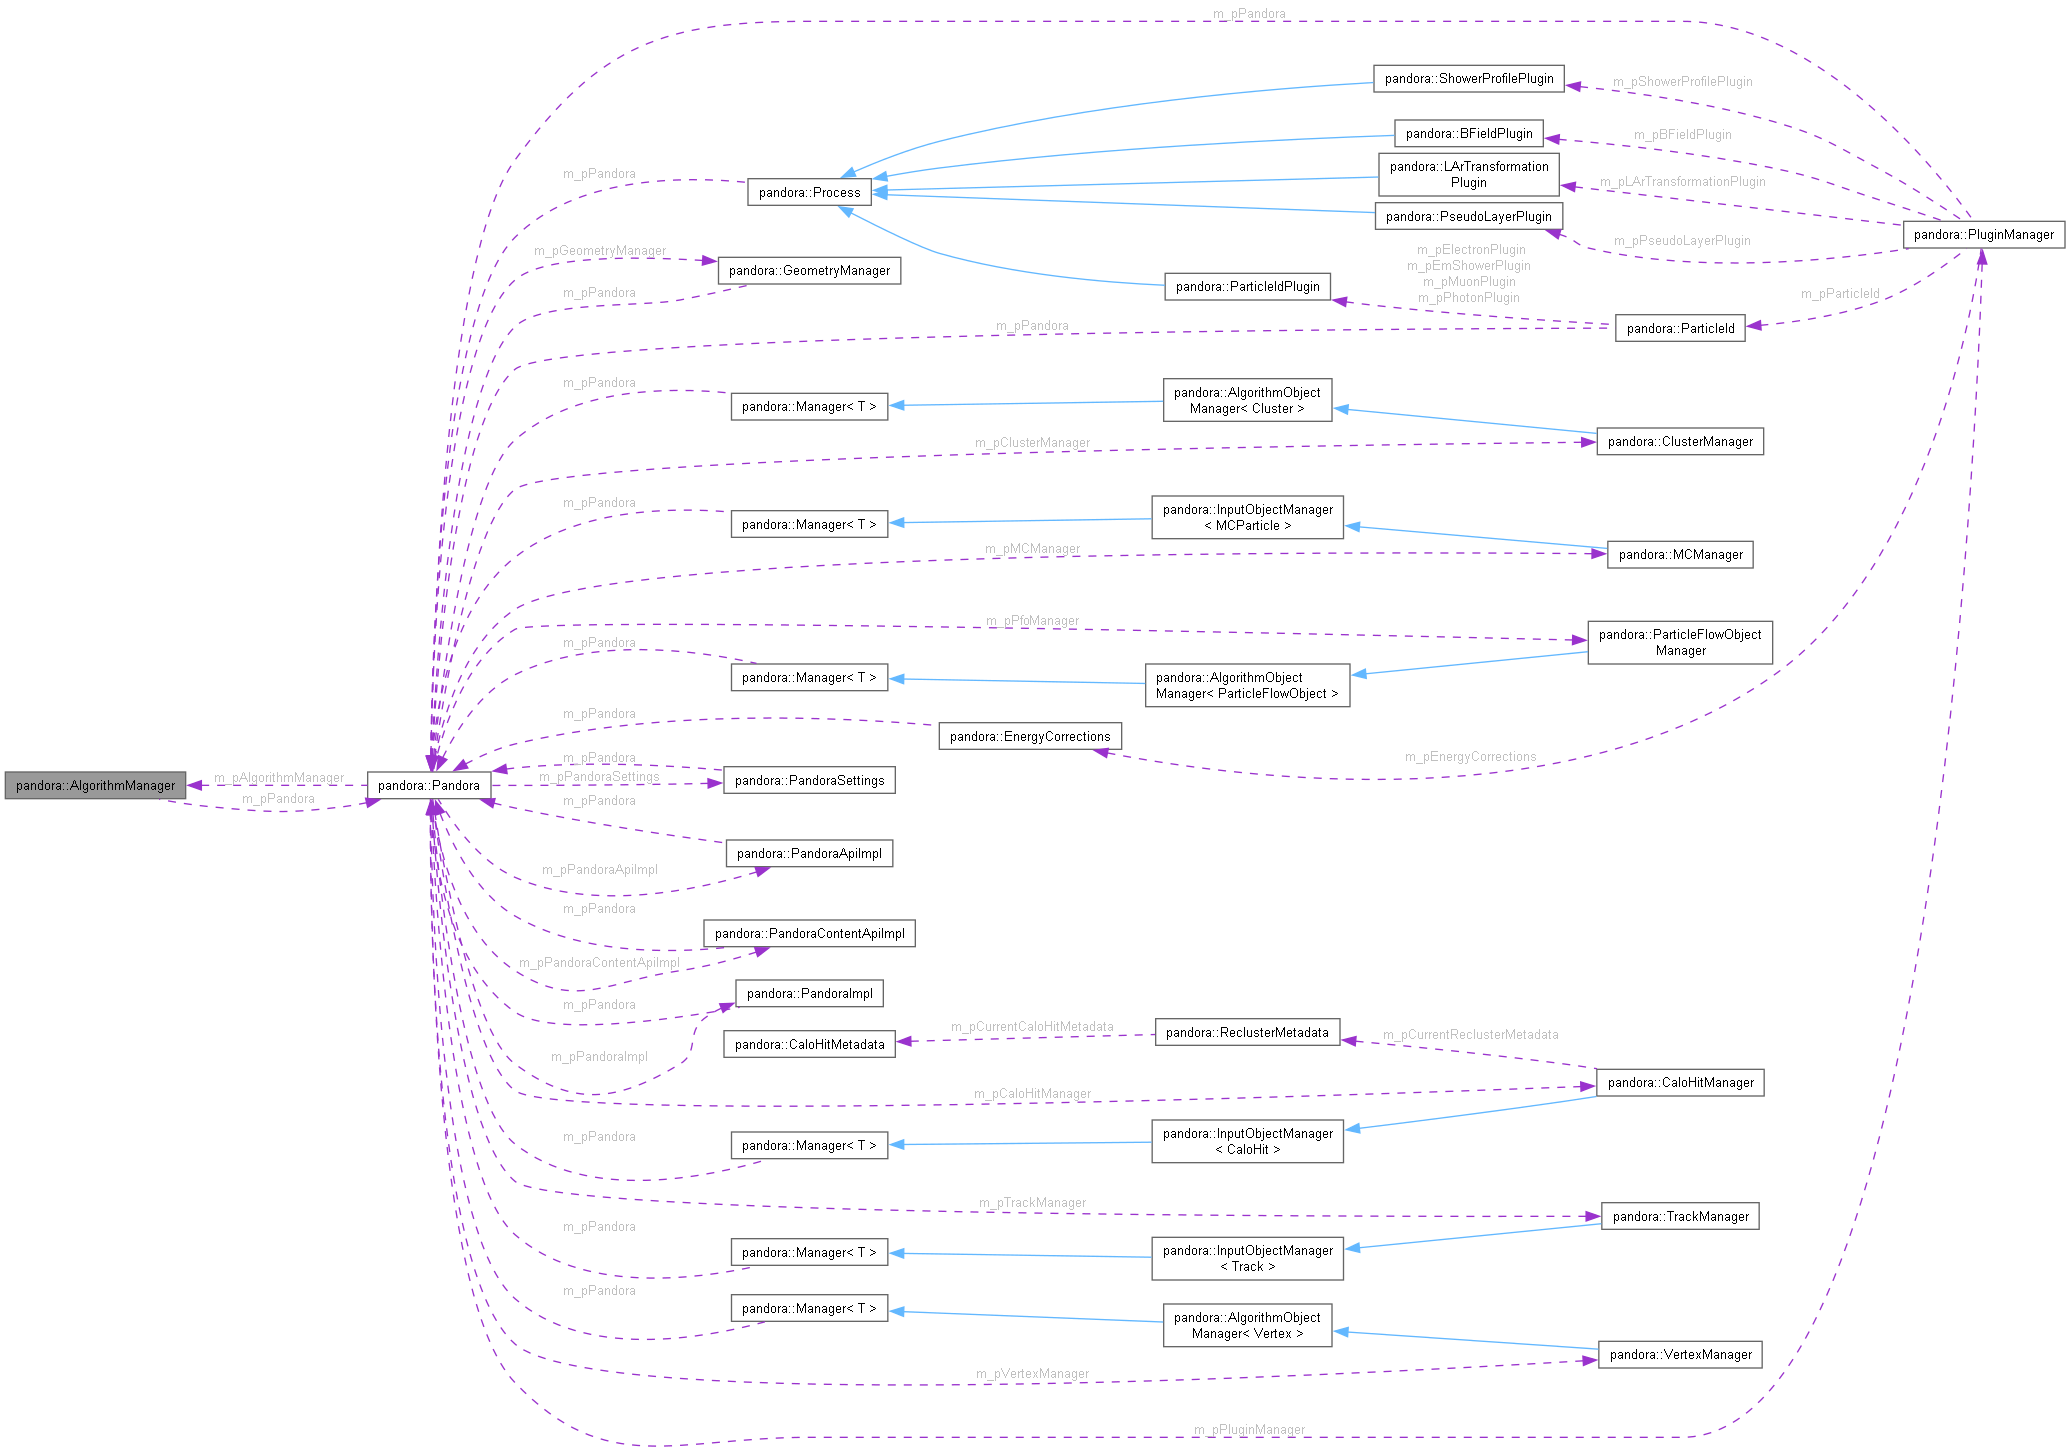 m_pPandora
pandora::ShowerProfilePlugin
m_pShowerProfilePlugin
pandora::BFieldPlugin
m_pBFieldPlugin
pandora::LArTransformation
Plugin
m_pLArTransformationPlugin
m_pPandora
pandora::Process
pandora::PseudoLayerPlugin
m_pPseudoLayerPlugin
pandora::PluginManager
m_pGeometryManager
pandora::GeometryManager
m_pPandora
m_pElectronPlugin
m_pEmShowerPlugin
m_pMuonPlugin
m_pPhotonPlugin
pandora::ParticleIdPlugin
m_pParticleId
pandora::ParticleId
m_pPandora
m_pPandora
pandora::Manager< T >
pandora::AlgorithmObject
Manager< Cluster >
m_pClusterManager
pandora::ClusterManager
m_pPandora
pandora::Manager< T >
pandora::InputObjectManager
< MCParticle >
m_pMCManager
pandora::MCManager
m_pPfoManager
pandora::ParticleFlowObject
Manager
m_pPandora
pandora::Manager< T >
pandora::AlgorithmObject
Manager< ParticleFlowObject >
m_pPandora
pandora::EnergyCorrections
m_pEnergyCorrections
m_pPandora
pandora::AlgorithmManager
m_pAlgorithmManager
m_pPandora
pandora::Pandora
m_pPandoraSettings
pandora::PandoraSettings
m_pPandora
pandora::PandoraApiImpl
m_pPandoraApiImpl
m_pPandora
pandora::PandoraContentApiImpl
m_pPandoraContentApiImpl
pandora::PandoraImpl
m_pPandora
m_pPandoraImpl
pandora::CaloHitMetadata
m_pCurrentCaloHitMetadata
pandora::ReclusterMetadata
m_pCurrentReclusterMetadata
pandora::CaloHitManager
m_pCaloHitManager
m_pPandora
pandora::Manager< T >
pandora::InputObjectManager
< CaloHit >
m_pTrackManager
pandora::TrackManager
m_pPandora
pandora::Manager< T >
pandora::InputObjectManager
< Track >
m_pPandora
pandora::Manager< T >
pandora::AlgorithmObject
Manager< Vertex >
pandora::VertexManager
m_pVertexManager
m_pPluginManager